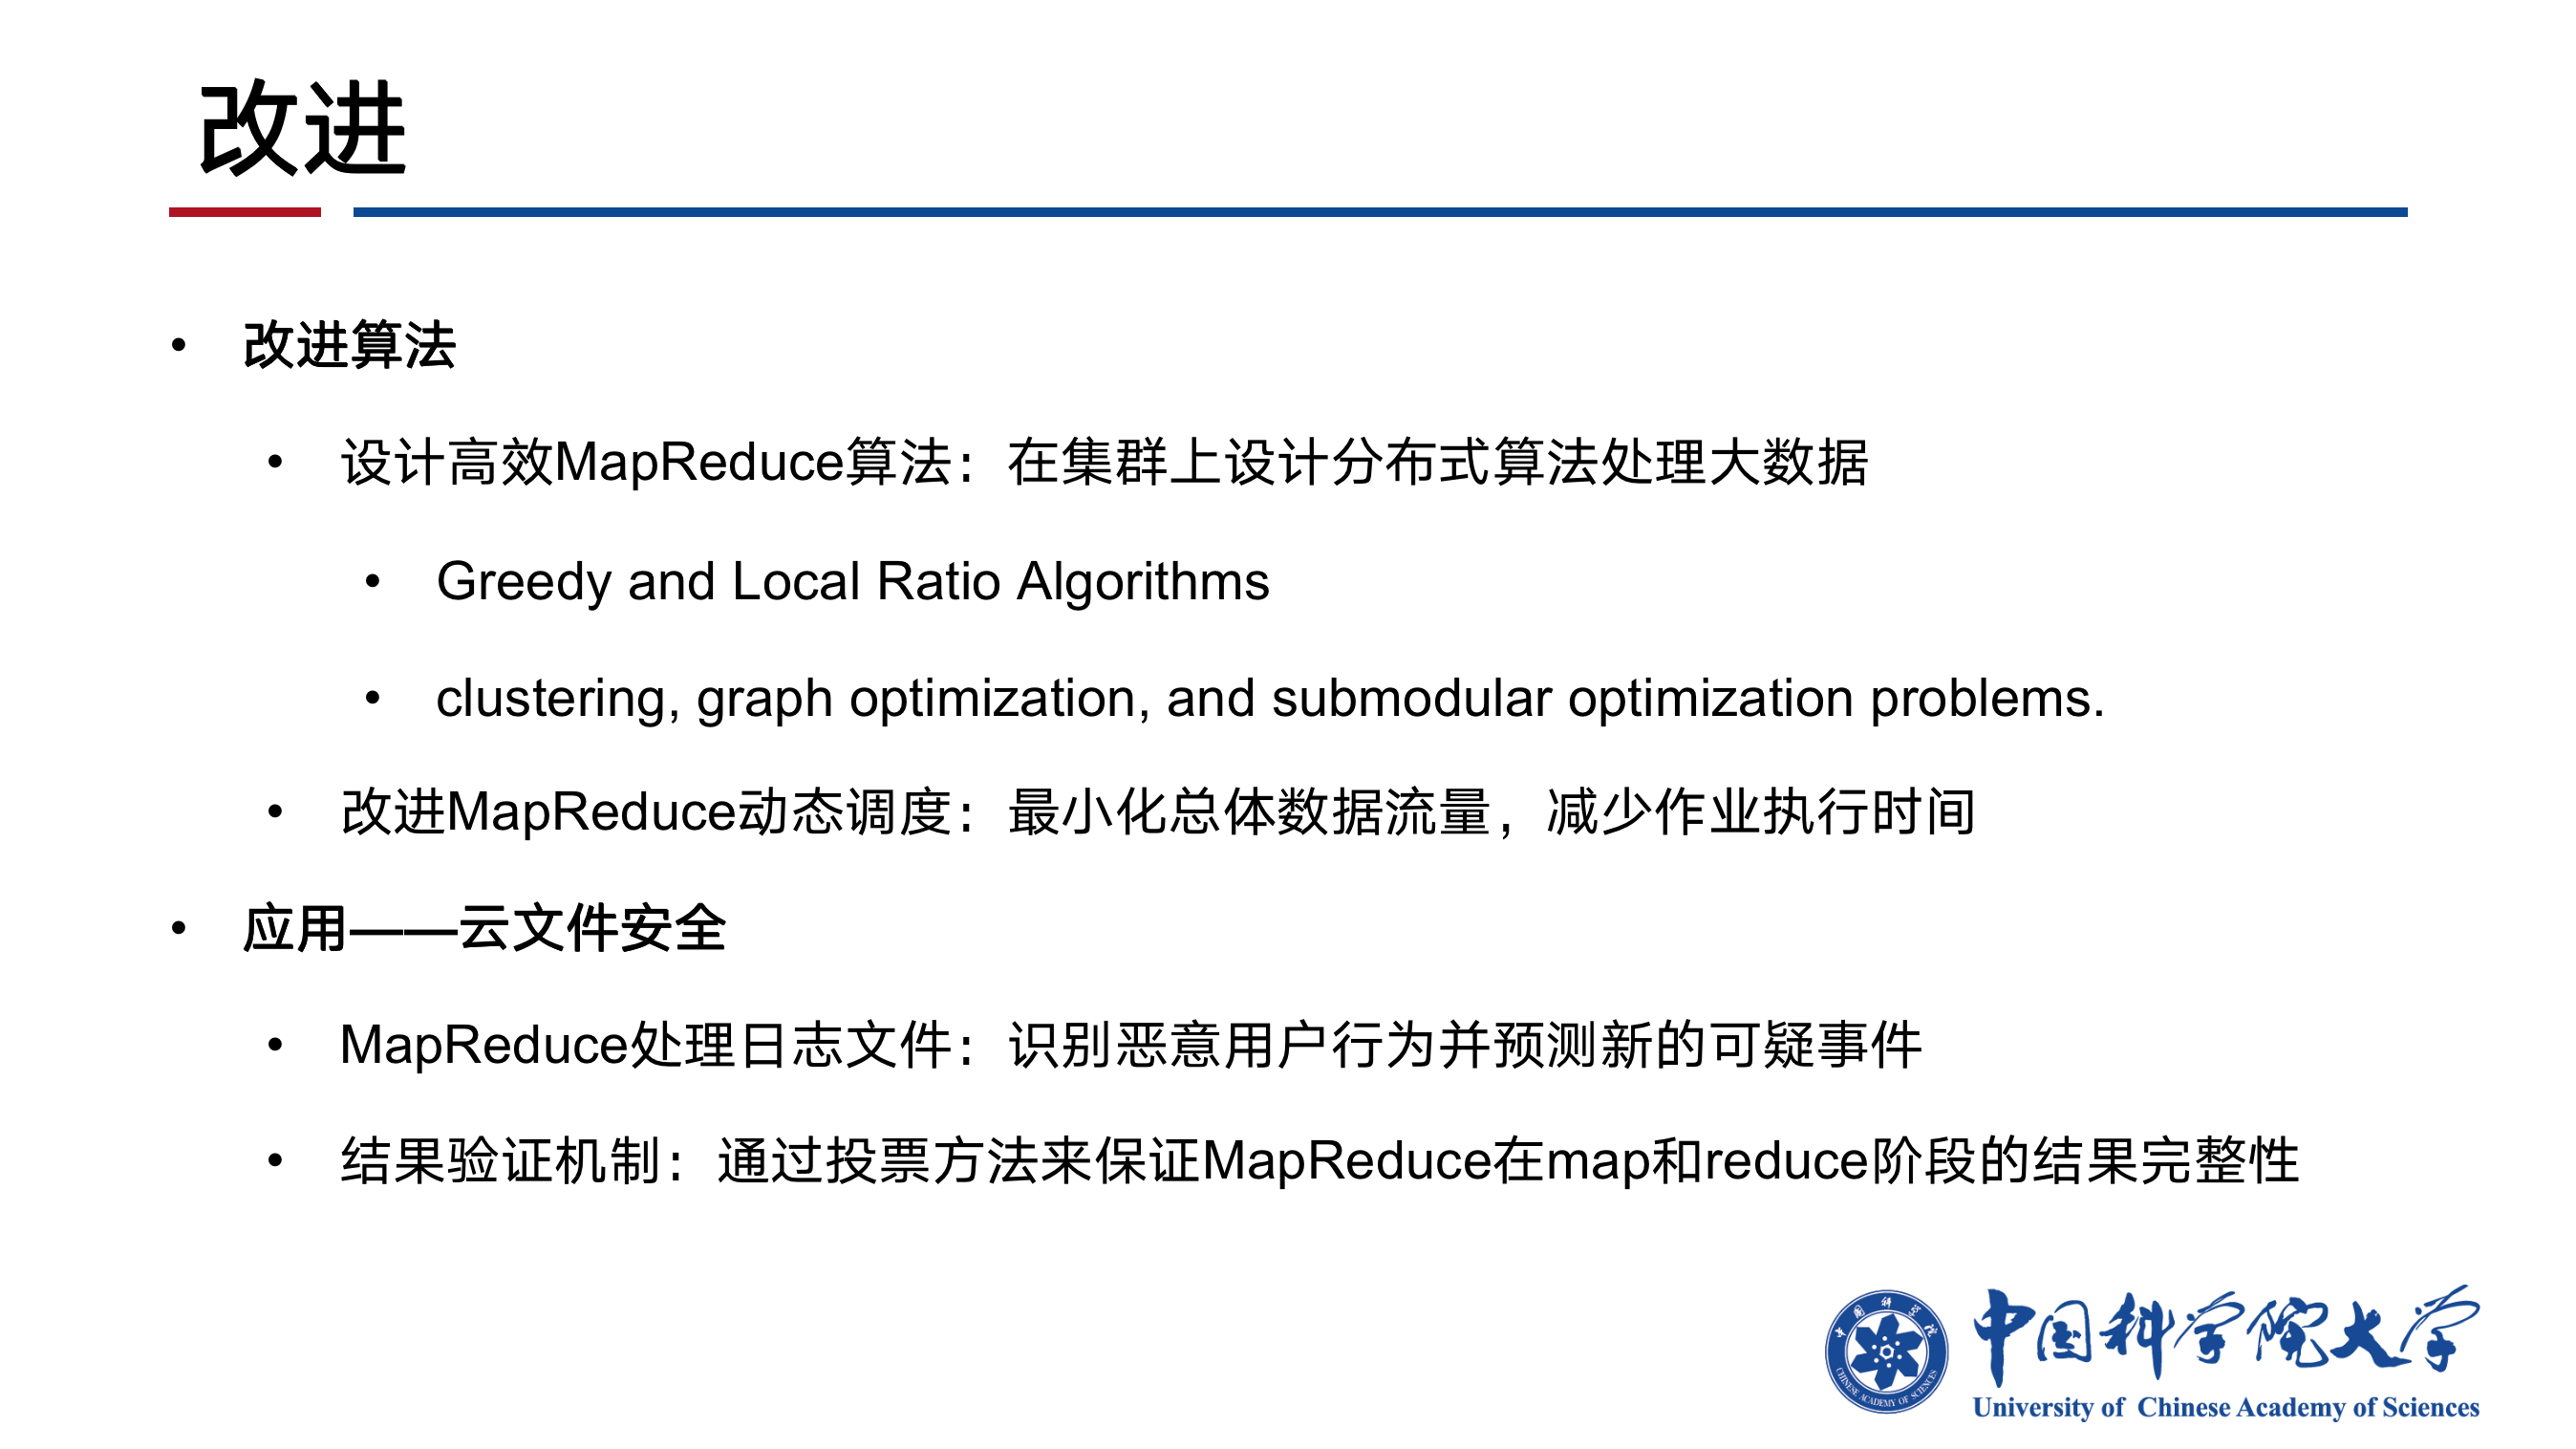 改进
• 改进算法
• 设计高效MapReduce算法：在集群上设计分布式算法处理大数据
• Greedy and Local Ratio Algorithms
• clustering, graph optimization, and submodular optimization problems.
• 改进MapReduce动态调度：最小化总体数据流量，减少作业执行时间
• 应用——云文件安全
• MapReduce处理日志文件：识别恶意用户行为并预测新的可疑事件
• 结果验证机制：通过投票方法来保证MapReduce在map和reduce阶段的结果完整性
中国科学院
CHINESE ACADEMY OF SCIENCES
中国科学院大学
University of Chinese Academy of Sciences